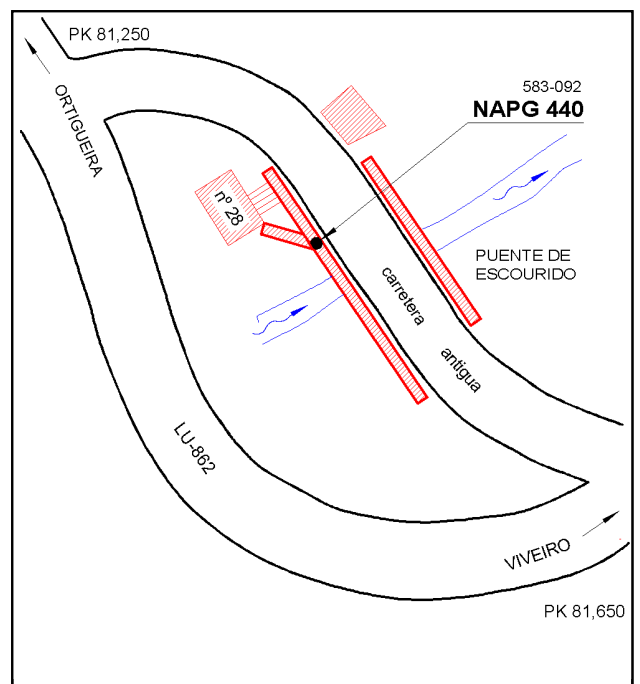 PK 81,250
ORTIGUEIRA
583-092
NAPG 440
nº 28
PUENTE DE
ESCOURIDO
carretera
antigua
LU-862
VIVEIRO
PK 81,650